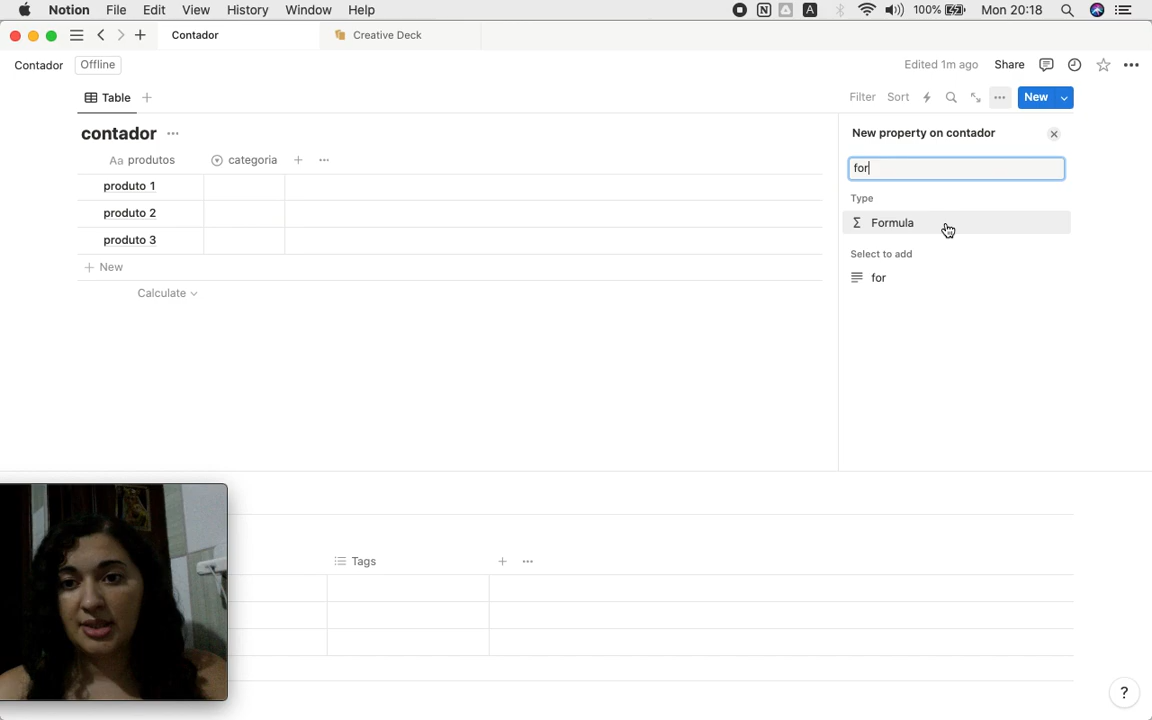 Notion File Edit View History Window Help 100% Mon 20:18
Contador Creative Deck
Contador Offline Edited 1m ago Share
Table Filter Sort New
contador New property on contador
Aa produtos categoria
for
produto 1
Type
produto 2
Formula
produto 3
Select to add
New
for
Calculate
Tags
?